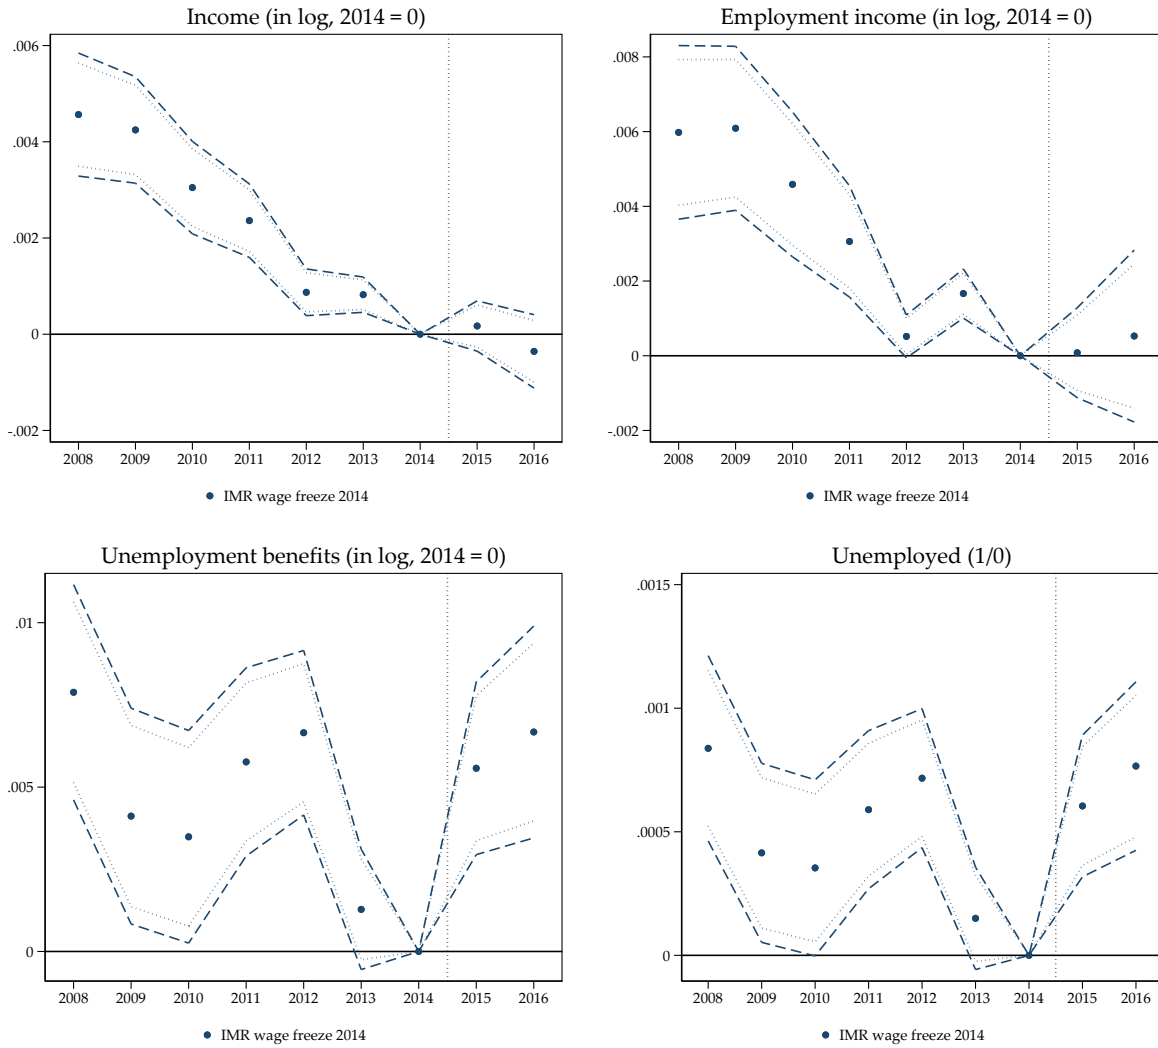 Income (in log, 2014 = 0)
.006
.004
.002
0
-.002
2008 2009 2010 2011 2012 2013 2014 2015 2016
IMR wage freeze 2014
Employment income (in log, 2014 = 0)
.008
.006
.004
.002
0
-.002
2008 2009 2010 2011 2012 2013 2014 2015 2016
IMR wage freeze 2014
Unemployment benefits (in log, 2014 = 0)
.01
.005
0
2008 2009 2010 2011 2012 2013 2014 2015 2016
IMR wage freeze 2014
Unemployed (1/0)
.0015
.001
.0005
0
2008 2009 2010 2011 2012 2013 2014 2015 2016
IMR wage freeze 2014